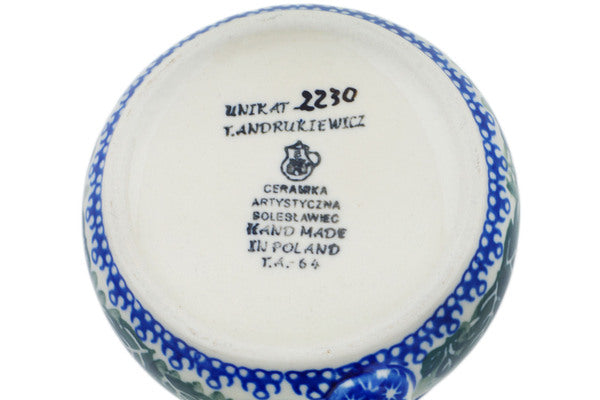 UNIKAT 2230
T. ANDRUKIEWICZ
CERAMIKA
ARTYSTYCZNA
BOLESŁAWIEC
HAND MADE
IN POLAND
T.A.-64